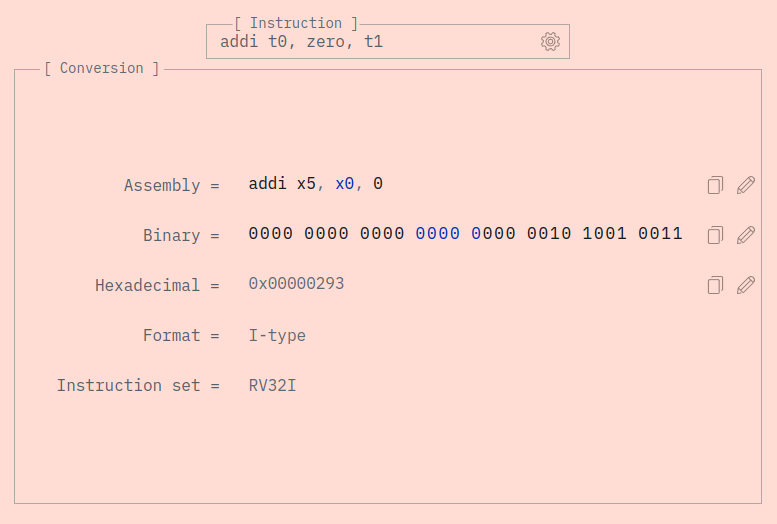 [ Instruction ]
addi t0, zero, t1
[ Conversion ]
Assembly = addi x5, x0, 0
Binary = 0000 0000 0000 0000 0000 0010 1001 0011
Hexadecimal = 0x00000293
Format = I-type
Instruction set = RV32I